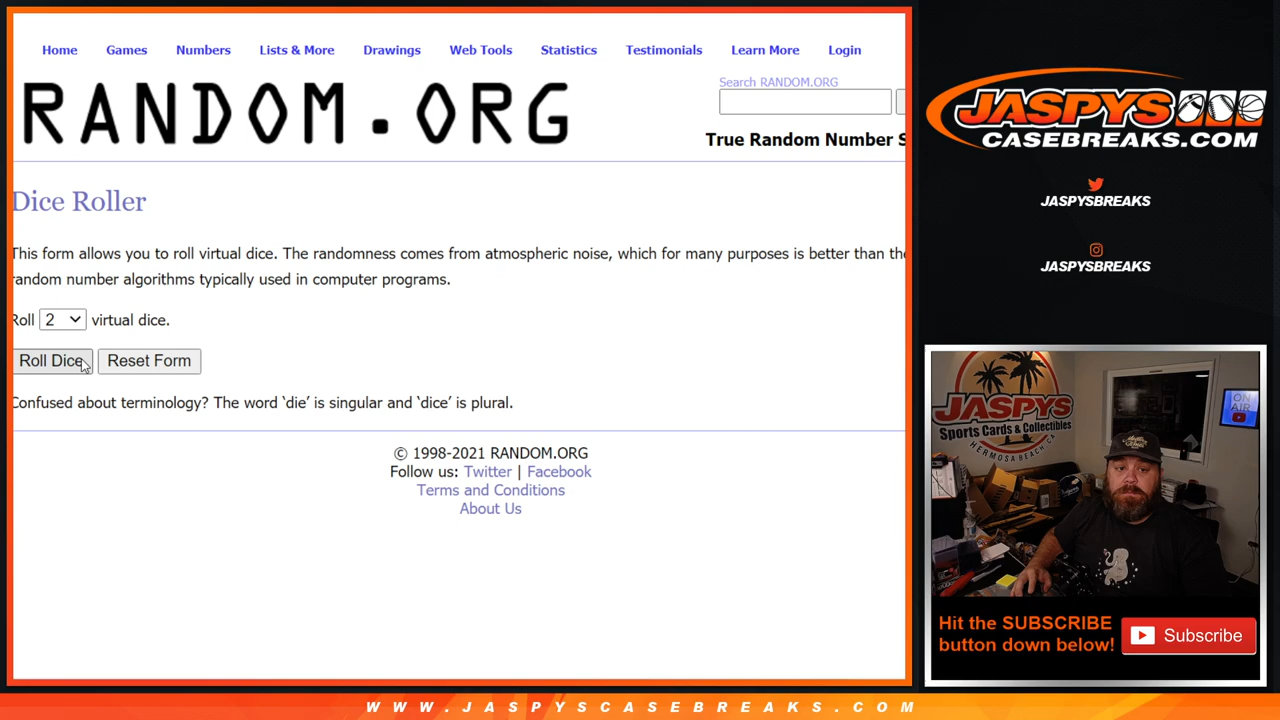 Home Games Numbers Lists & More Drawings Web Tools Statistics Testimonials Learn More Login
RANDOM.ORG
Search RANDOM.ORG
True Random Number S
Dice Roller
This form allows you to roll virtual dice. The randomness comes from atmospheric noise, which for many purposes is better than the
random number algorithms typically used in computer programs.
Roll 2 virtual dice.
Roll Dice Reset Form
Confused about terminology? The word ‘die’ is singular and ‘dice’ is plural.
© 1998-2021 RANDOM.ORG
Follow us: Twitter | Facebook
Terms and Conditions
About Us
JASPYS
CASEBREAKS.COM
JASPYSBREAKS
JASPYSBREAKS
JASPYS
Sports Cards & Collectibles
HERMOSA BEACH, CA
ON
AIR
Hit the SUBSCRIBE
button down below!
Subscribe
WWW.JASPYSCASEBREAKS.COM